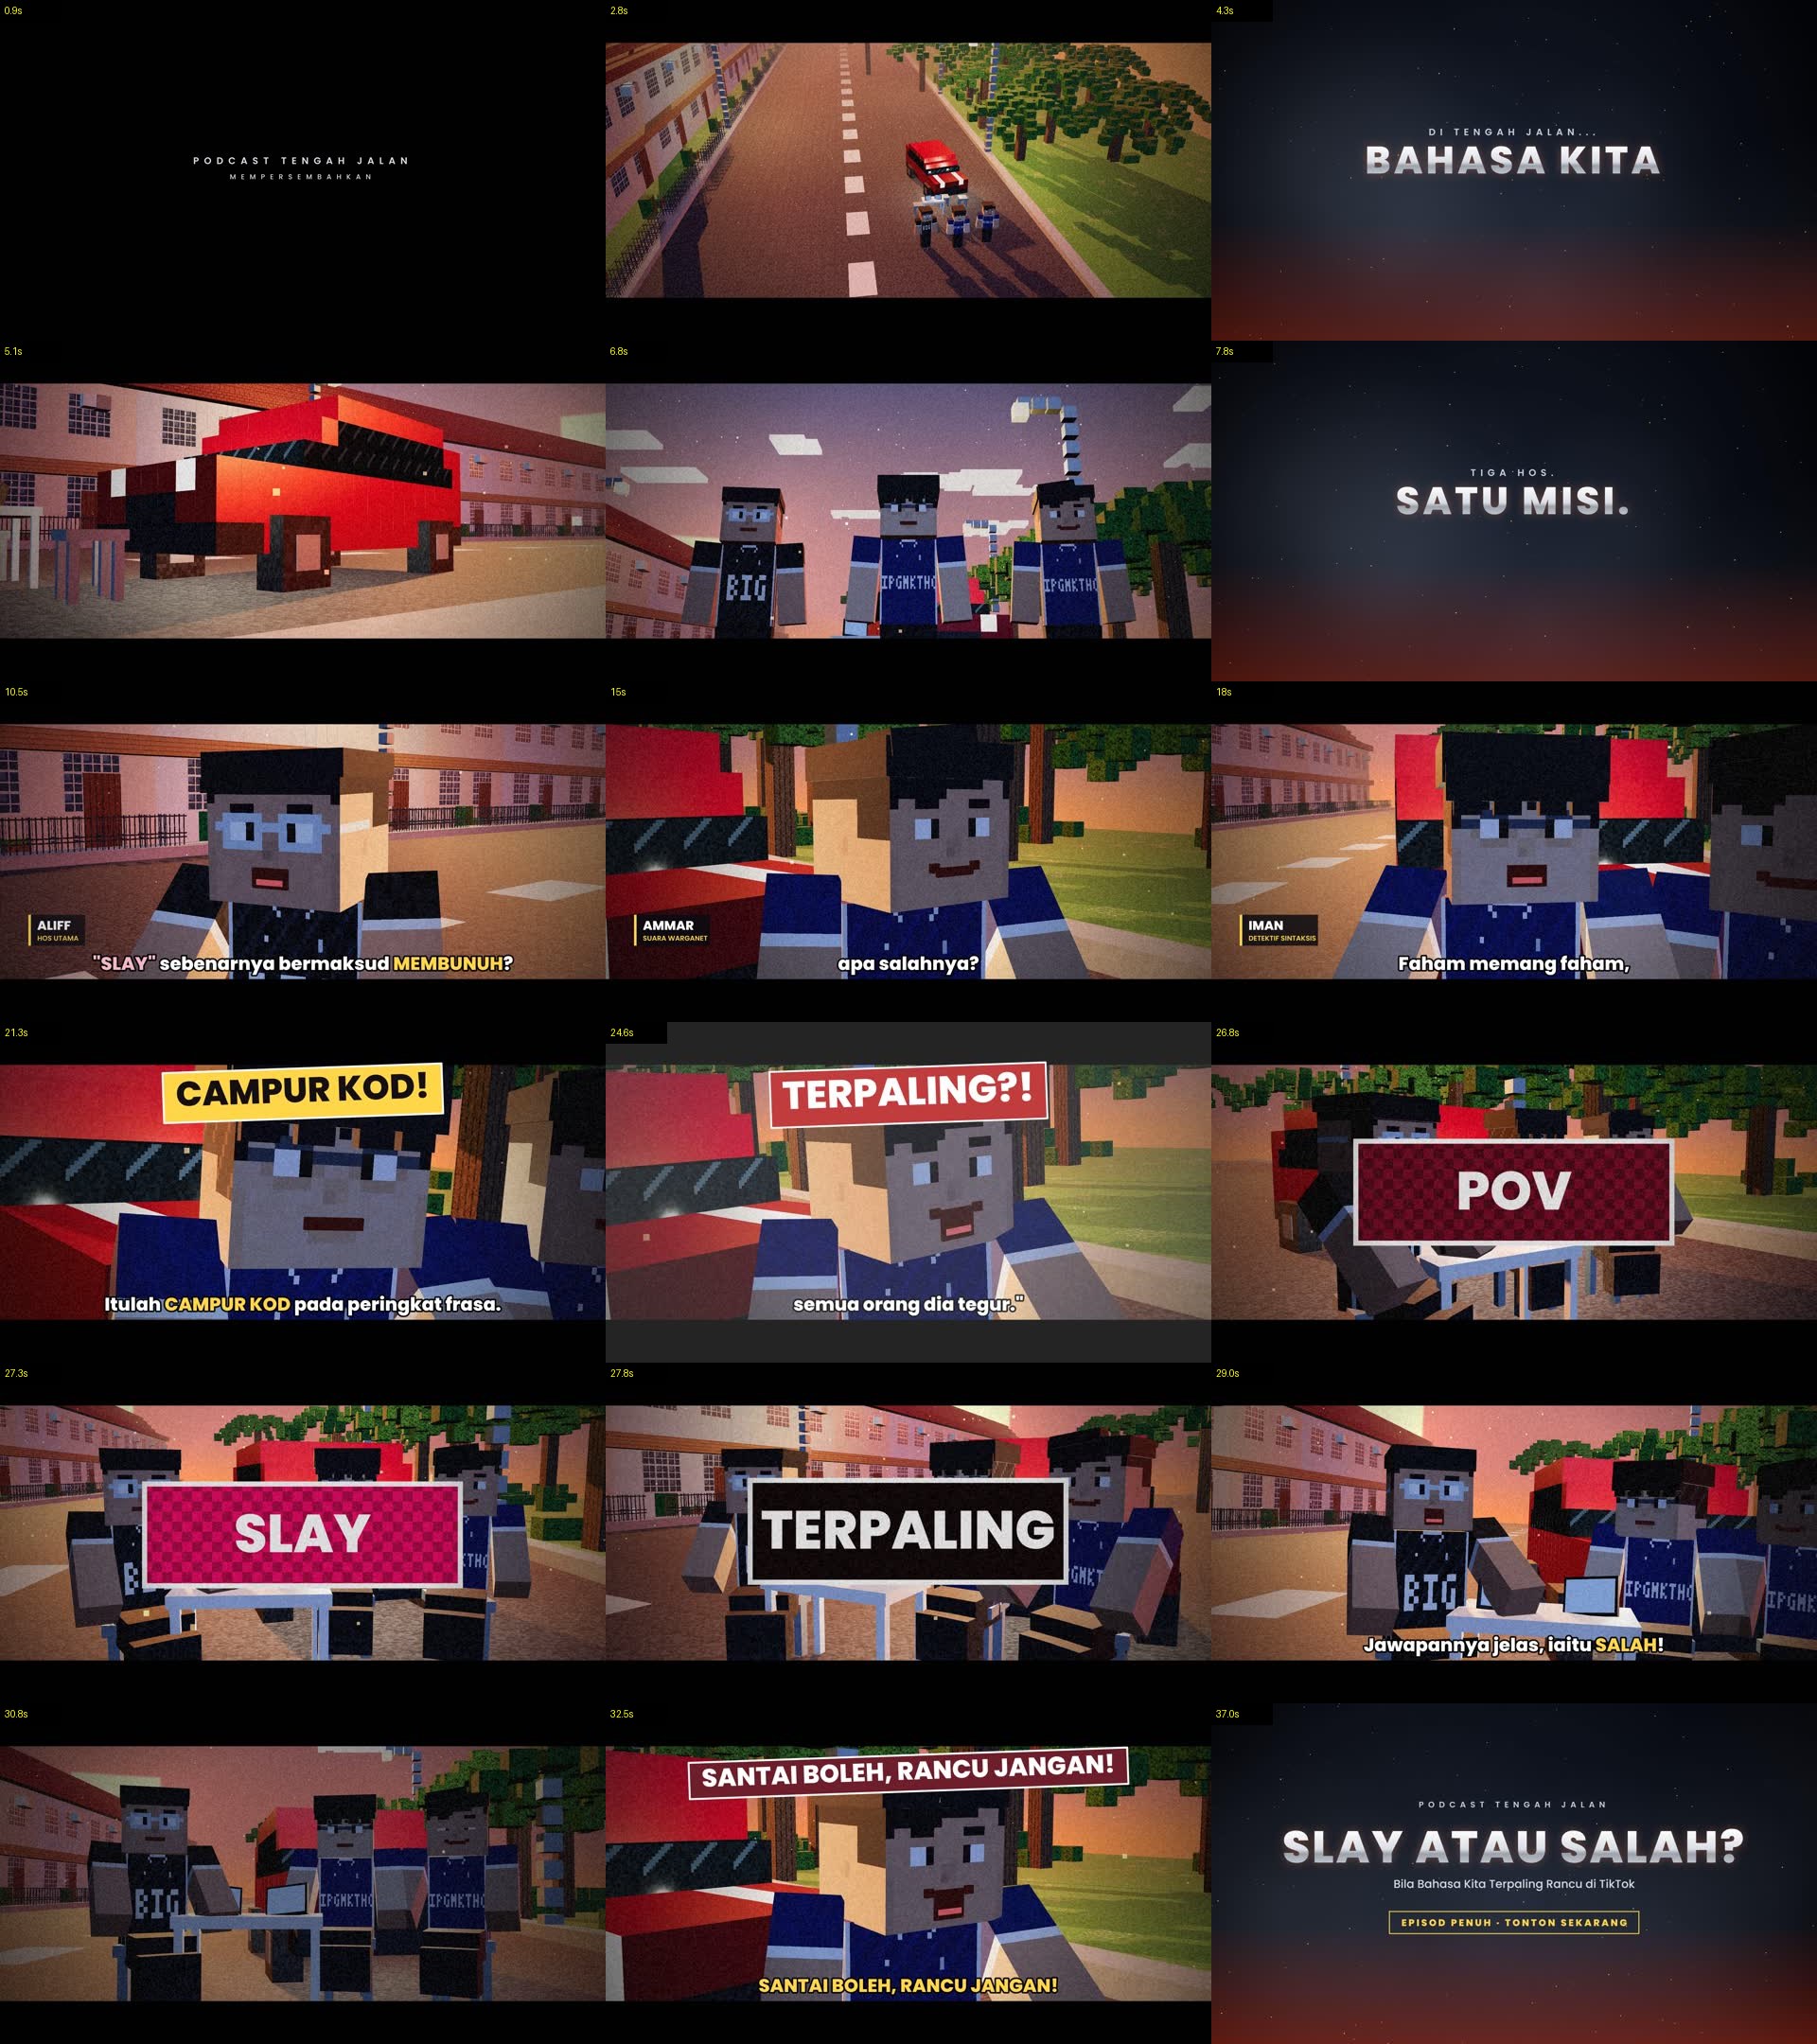 0.9s
PODCAST TENGAH JALAN
MEMPERSEMBAHKAN
2.8s
4.3s
DI TENGAH JALAN...
BAHASA KITA
5.1s
6.8s
BIG
IPGMKTHO
IPGMKTHO
7.8s
TIGA HOS.
SATU MISI.
10.5s
ALIFF
HOS UTAMA
"SLAY" sebenarnya bermaksud MEMBUNUH?
15s
AMMAR
SUARA WARGANET
apa salahnya?
18s
IMAN
DETEKTIF SINTAKSIS
Faham memang faham,
21.3s
CAMPUR KOD!
Itulah CAMPUR KOD pada peringkat frasa.
24.6s
TERPALING?!
semua orang dia tegur."
26.8s
POV
27.3s
SLAY
27.8s
TERPALING
29.0s
BIG
IPGMKTHO
IPGMK
Jawapannya jelas, iaitu SALAH!
30.8s
BIG
IPGMKTHO
IPGMKTHO
32.5s
SANTAI BOLEH, RANCU JANGAN!
SANTAI BOLEH, RANCU JANGAN!
37.0s
PODCAST TENGAH JALAN
SLAY ATAU SALAH?
Bila Bahasa Kita Terpaling Rancu di TikTok
EPISOD PENUH · TONTON SEKARANG